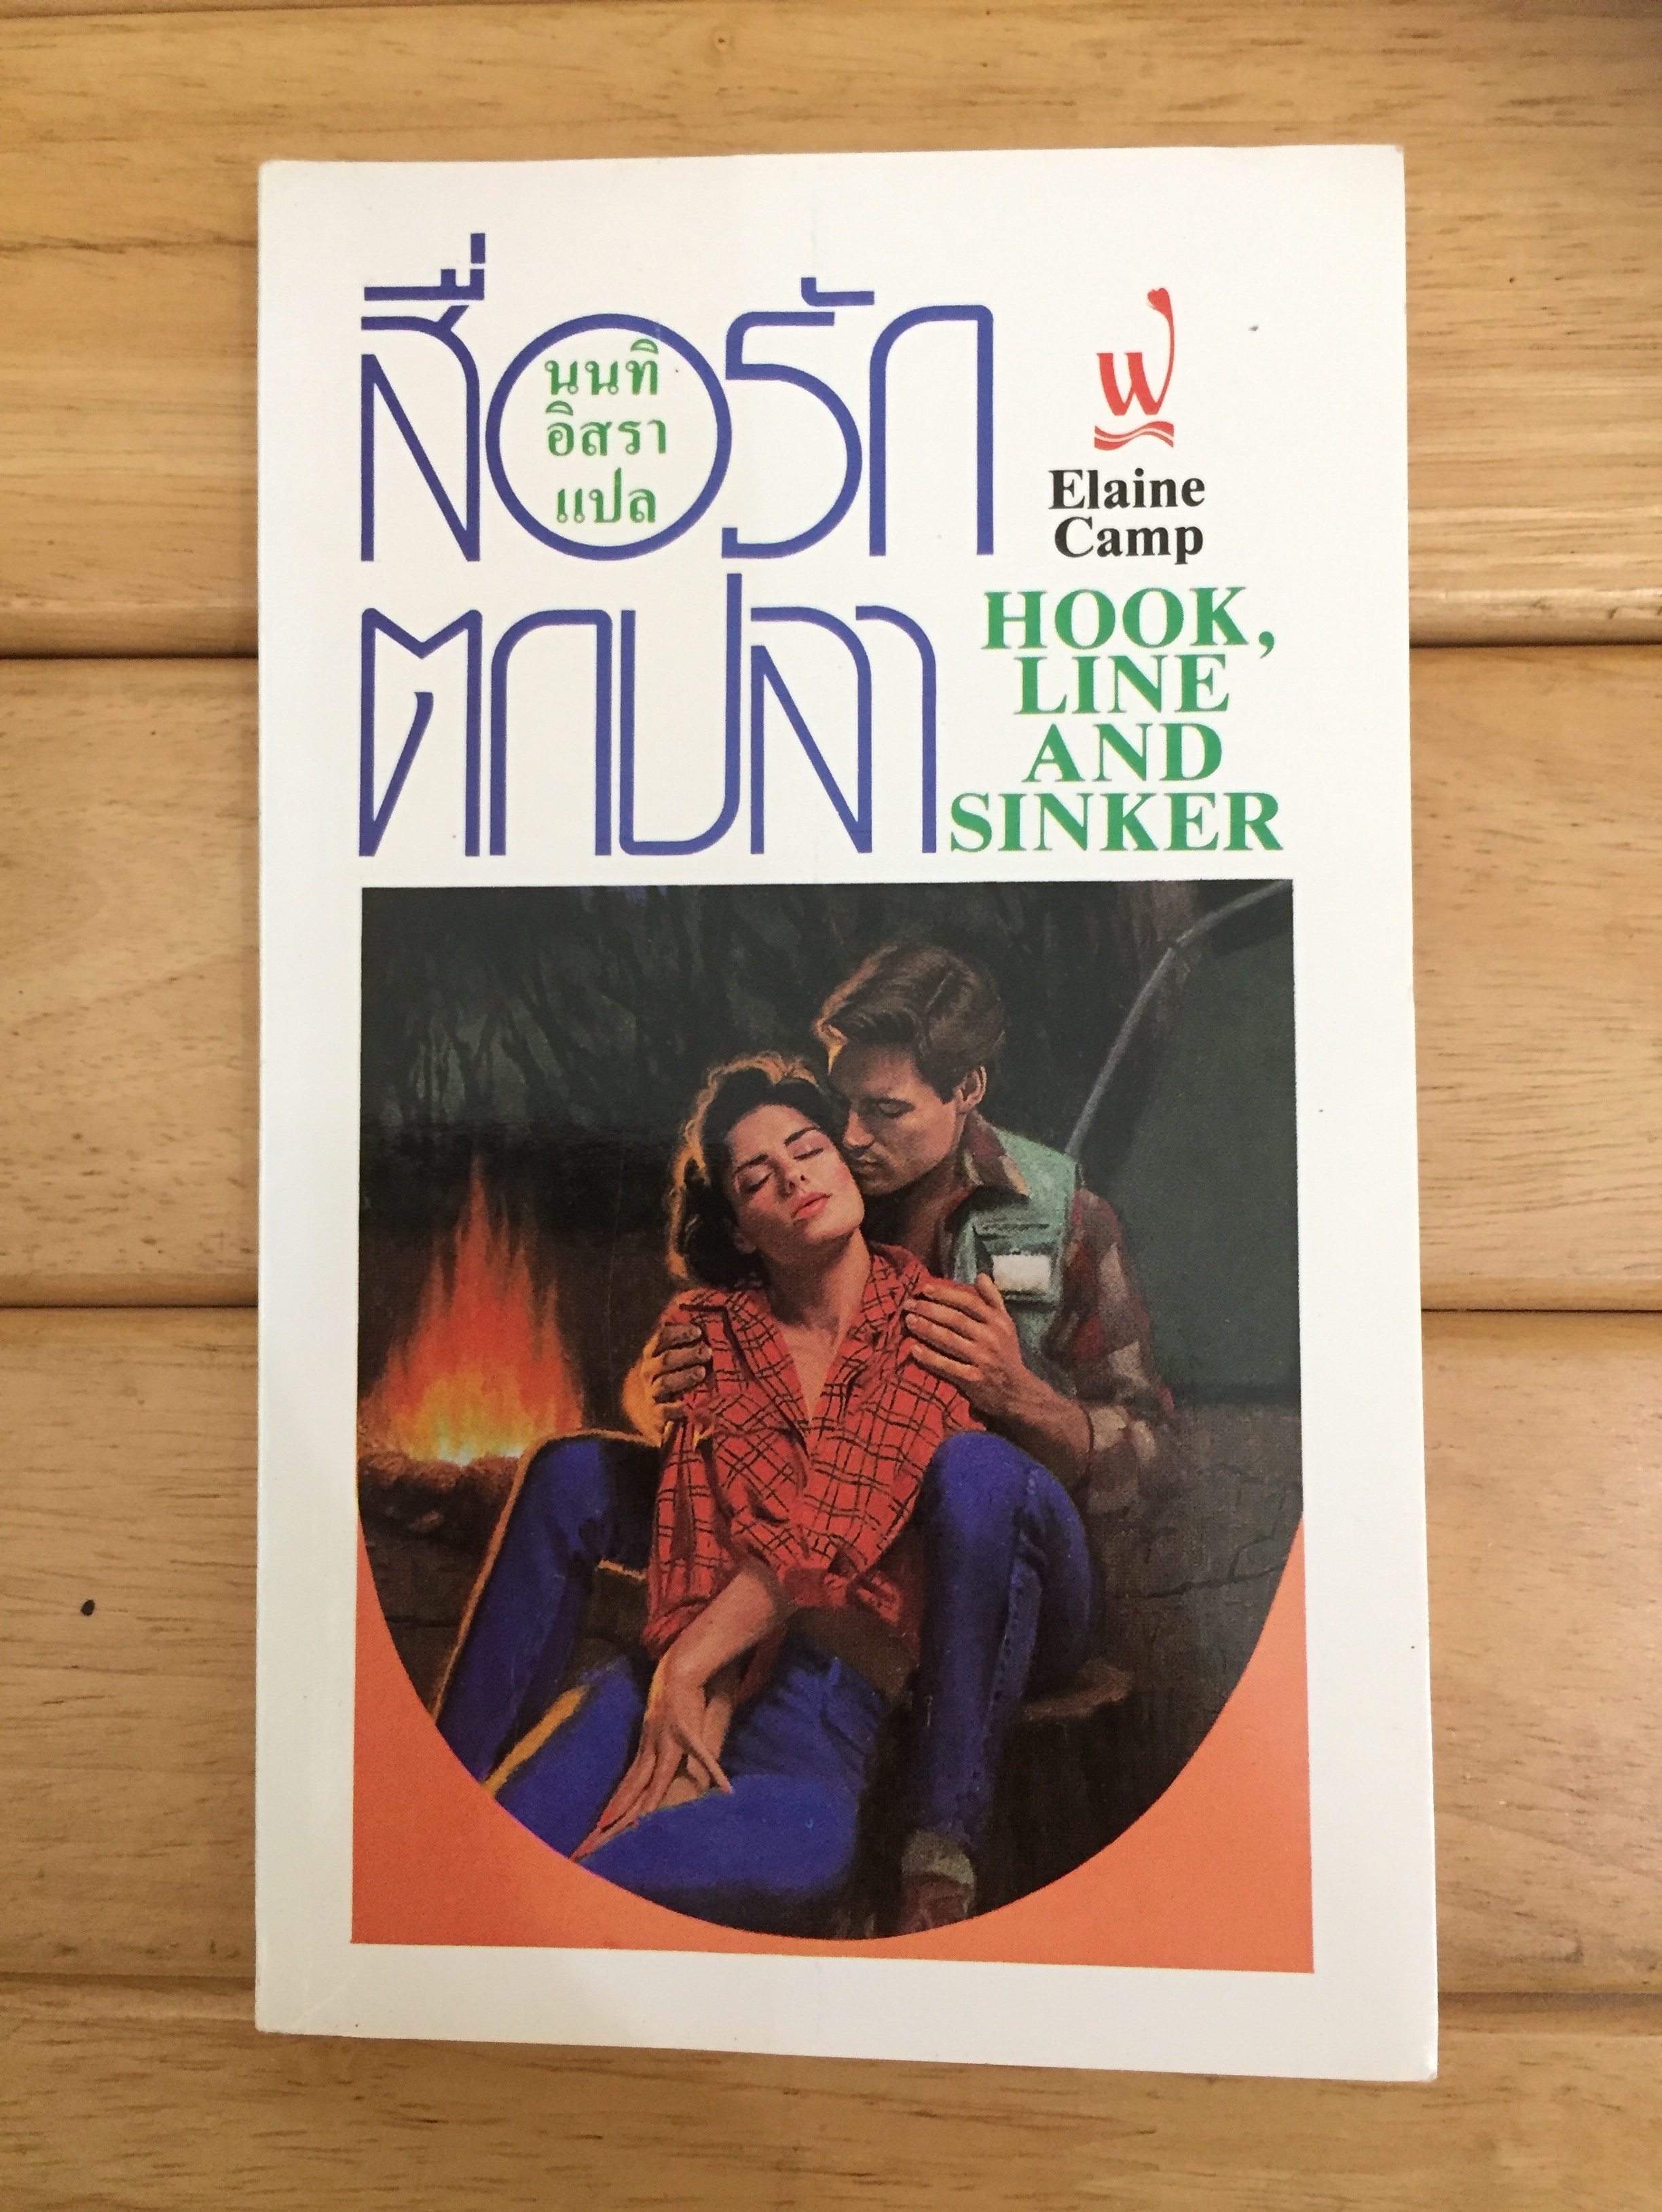 สื่อรัก
นนทิ
อิสรา
แปล
ตกปลา
ฟ
Elaine
Camp
HOOK,
LINE
AND
SINKER